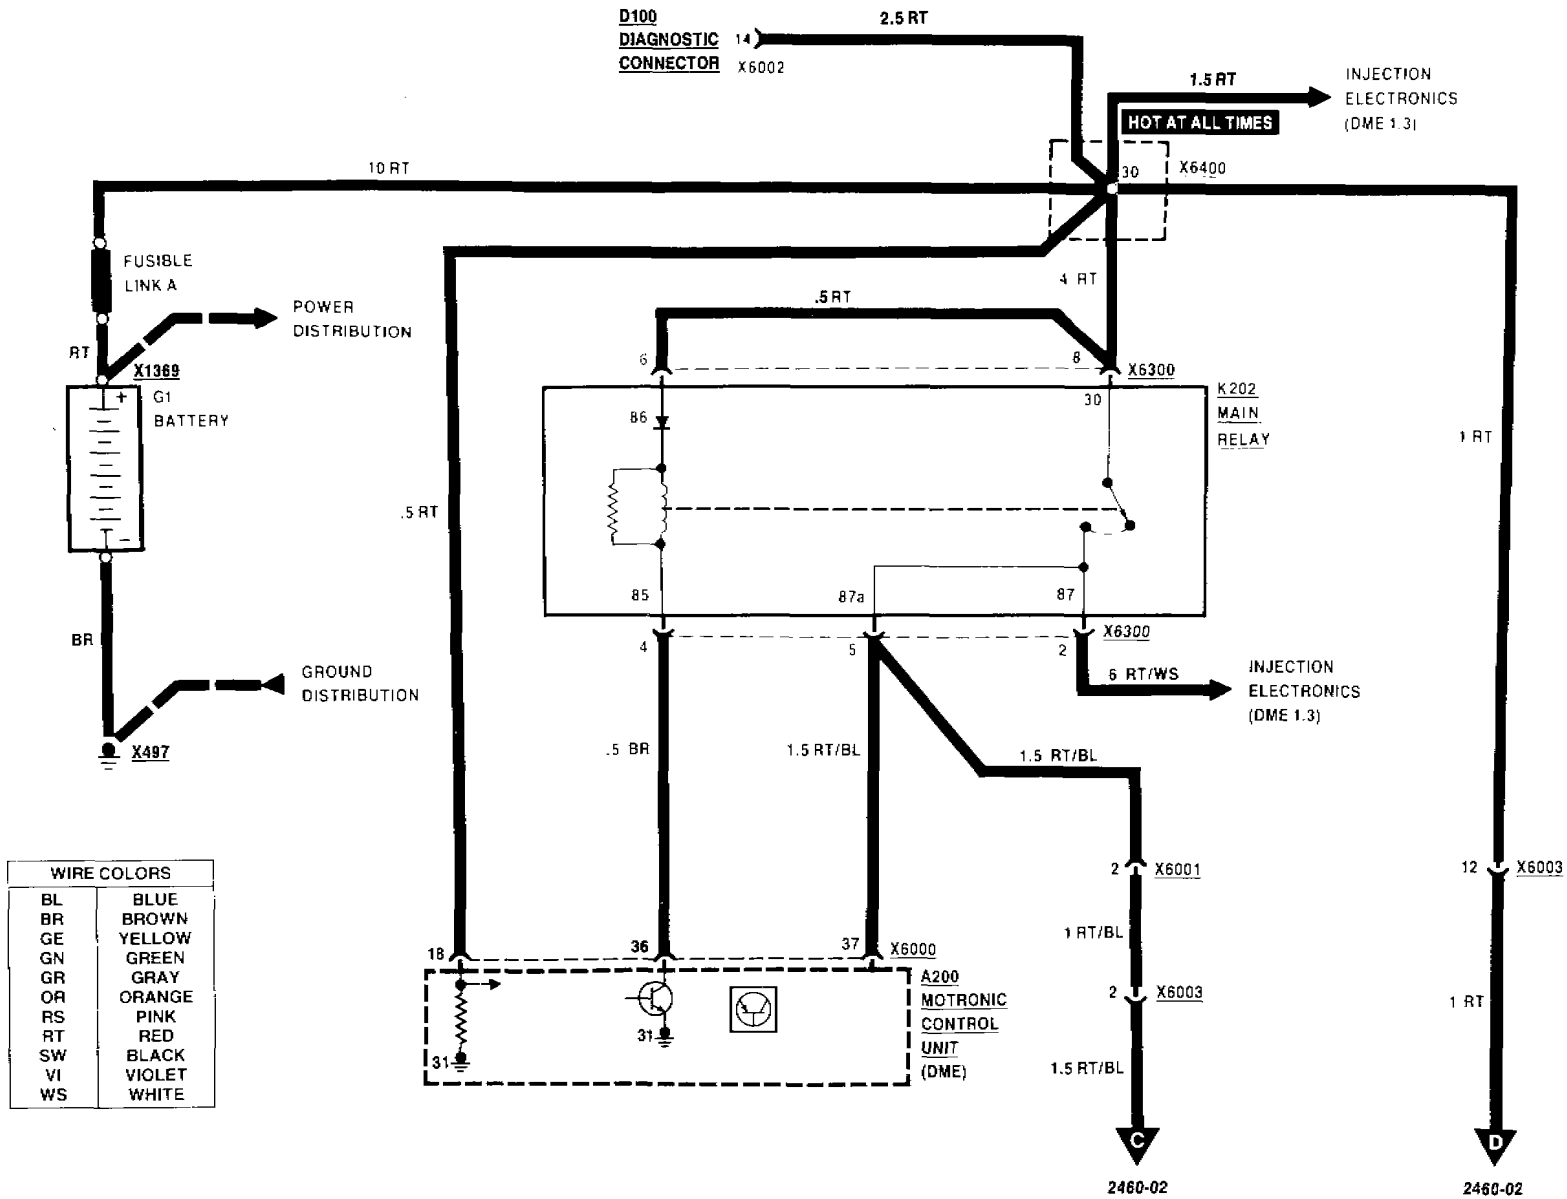 D100
DIAGNOSTIC
CONNECTOR
14
X6002
2.5 RT
1.5 RT
INJECTION
ELECTRONICS
(DME 1.3)
HOT AT ALL TIMES
30
X6400
10 RT
FUSIBLE
LINK A
POWER
DISTRIBUTION
RT
X1369
G1
BATTERY
+
-
4 RT
.5 RT
6
8
X6300
K202
MAIN
RELAY
86
30
1 RT
.5 RT
85
87a
87
4
5
2
X6300
BR
GROUND
DISTRIBUTION
X497
6 RT/WS
INJECTION
ELECTRONICS
(DME 1.3)
.5 BR
1.5 RT/BL
1.5 RT/BL
2
X6001
12
X6003
WIRE COLORS
BL BLUE
BR BROWN
GE YELLOW
GN GREEN
GR GRAY
OR ORANGE
RS PINK
RT RED
SW BLACK
VI VIOLET
WS WHITE
1 RT/BL
18
36
37
X6000
A200
MOTRONIC
CONTROL
UNIT
(DME)
31
31
2
X6003
1 RT
1.5 RT/BL
C
D
2460-02
2460-02